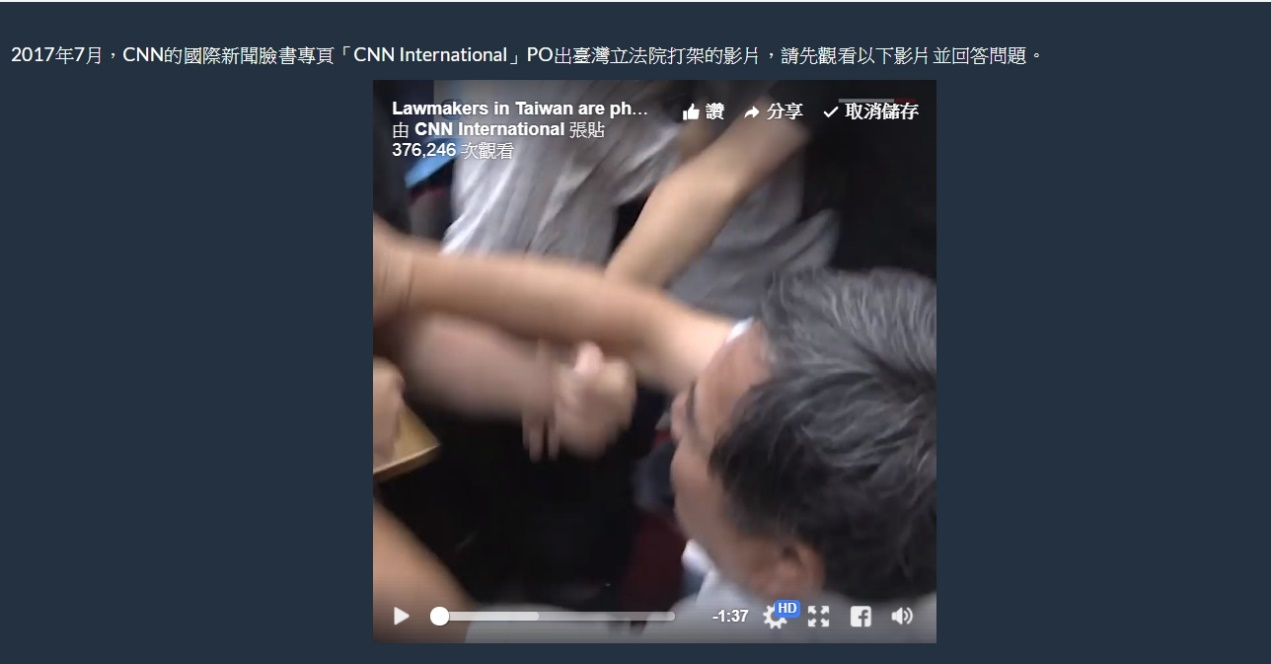 2017年7月，CNN的國際新聞臉書專頁「CNN International」PO出臺灣立法院打架的影片，請先觀看以下影片並回答問題。
Lawmakers in Taiwan are ph... 讚 分享 取消儲存
由 CNN International 張貼
376,246 次觀看
-1:37 HD